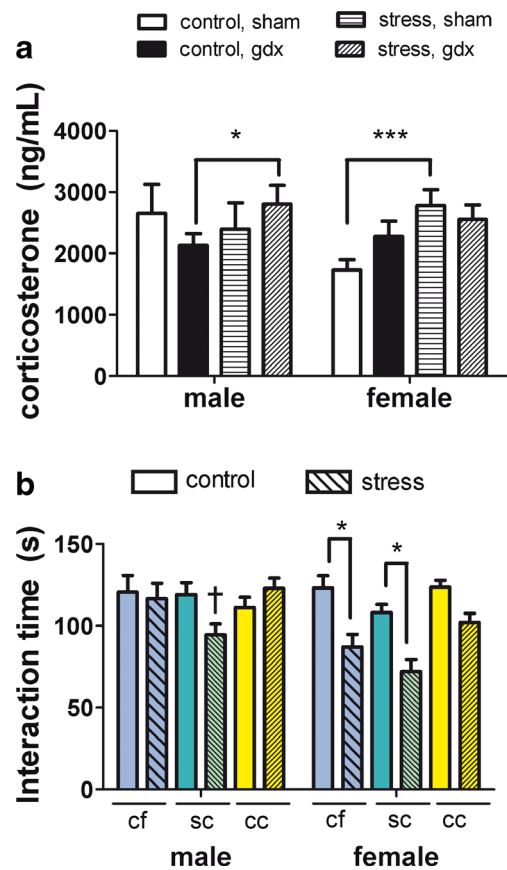 control, sham stress, sham
a control, gdx stress, gdx
corticosterone (ng/mL)
4000
3000
2000
1000
0
* ***
male female
b control stress
Interaction time (s)
150
100
50
0
† * *
cf sc cc cf sc cc
male female